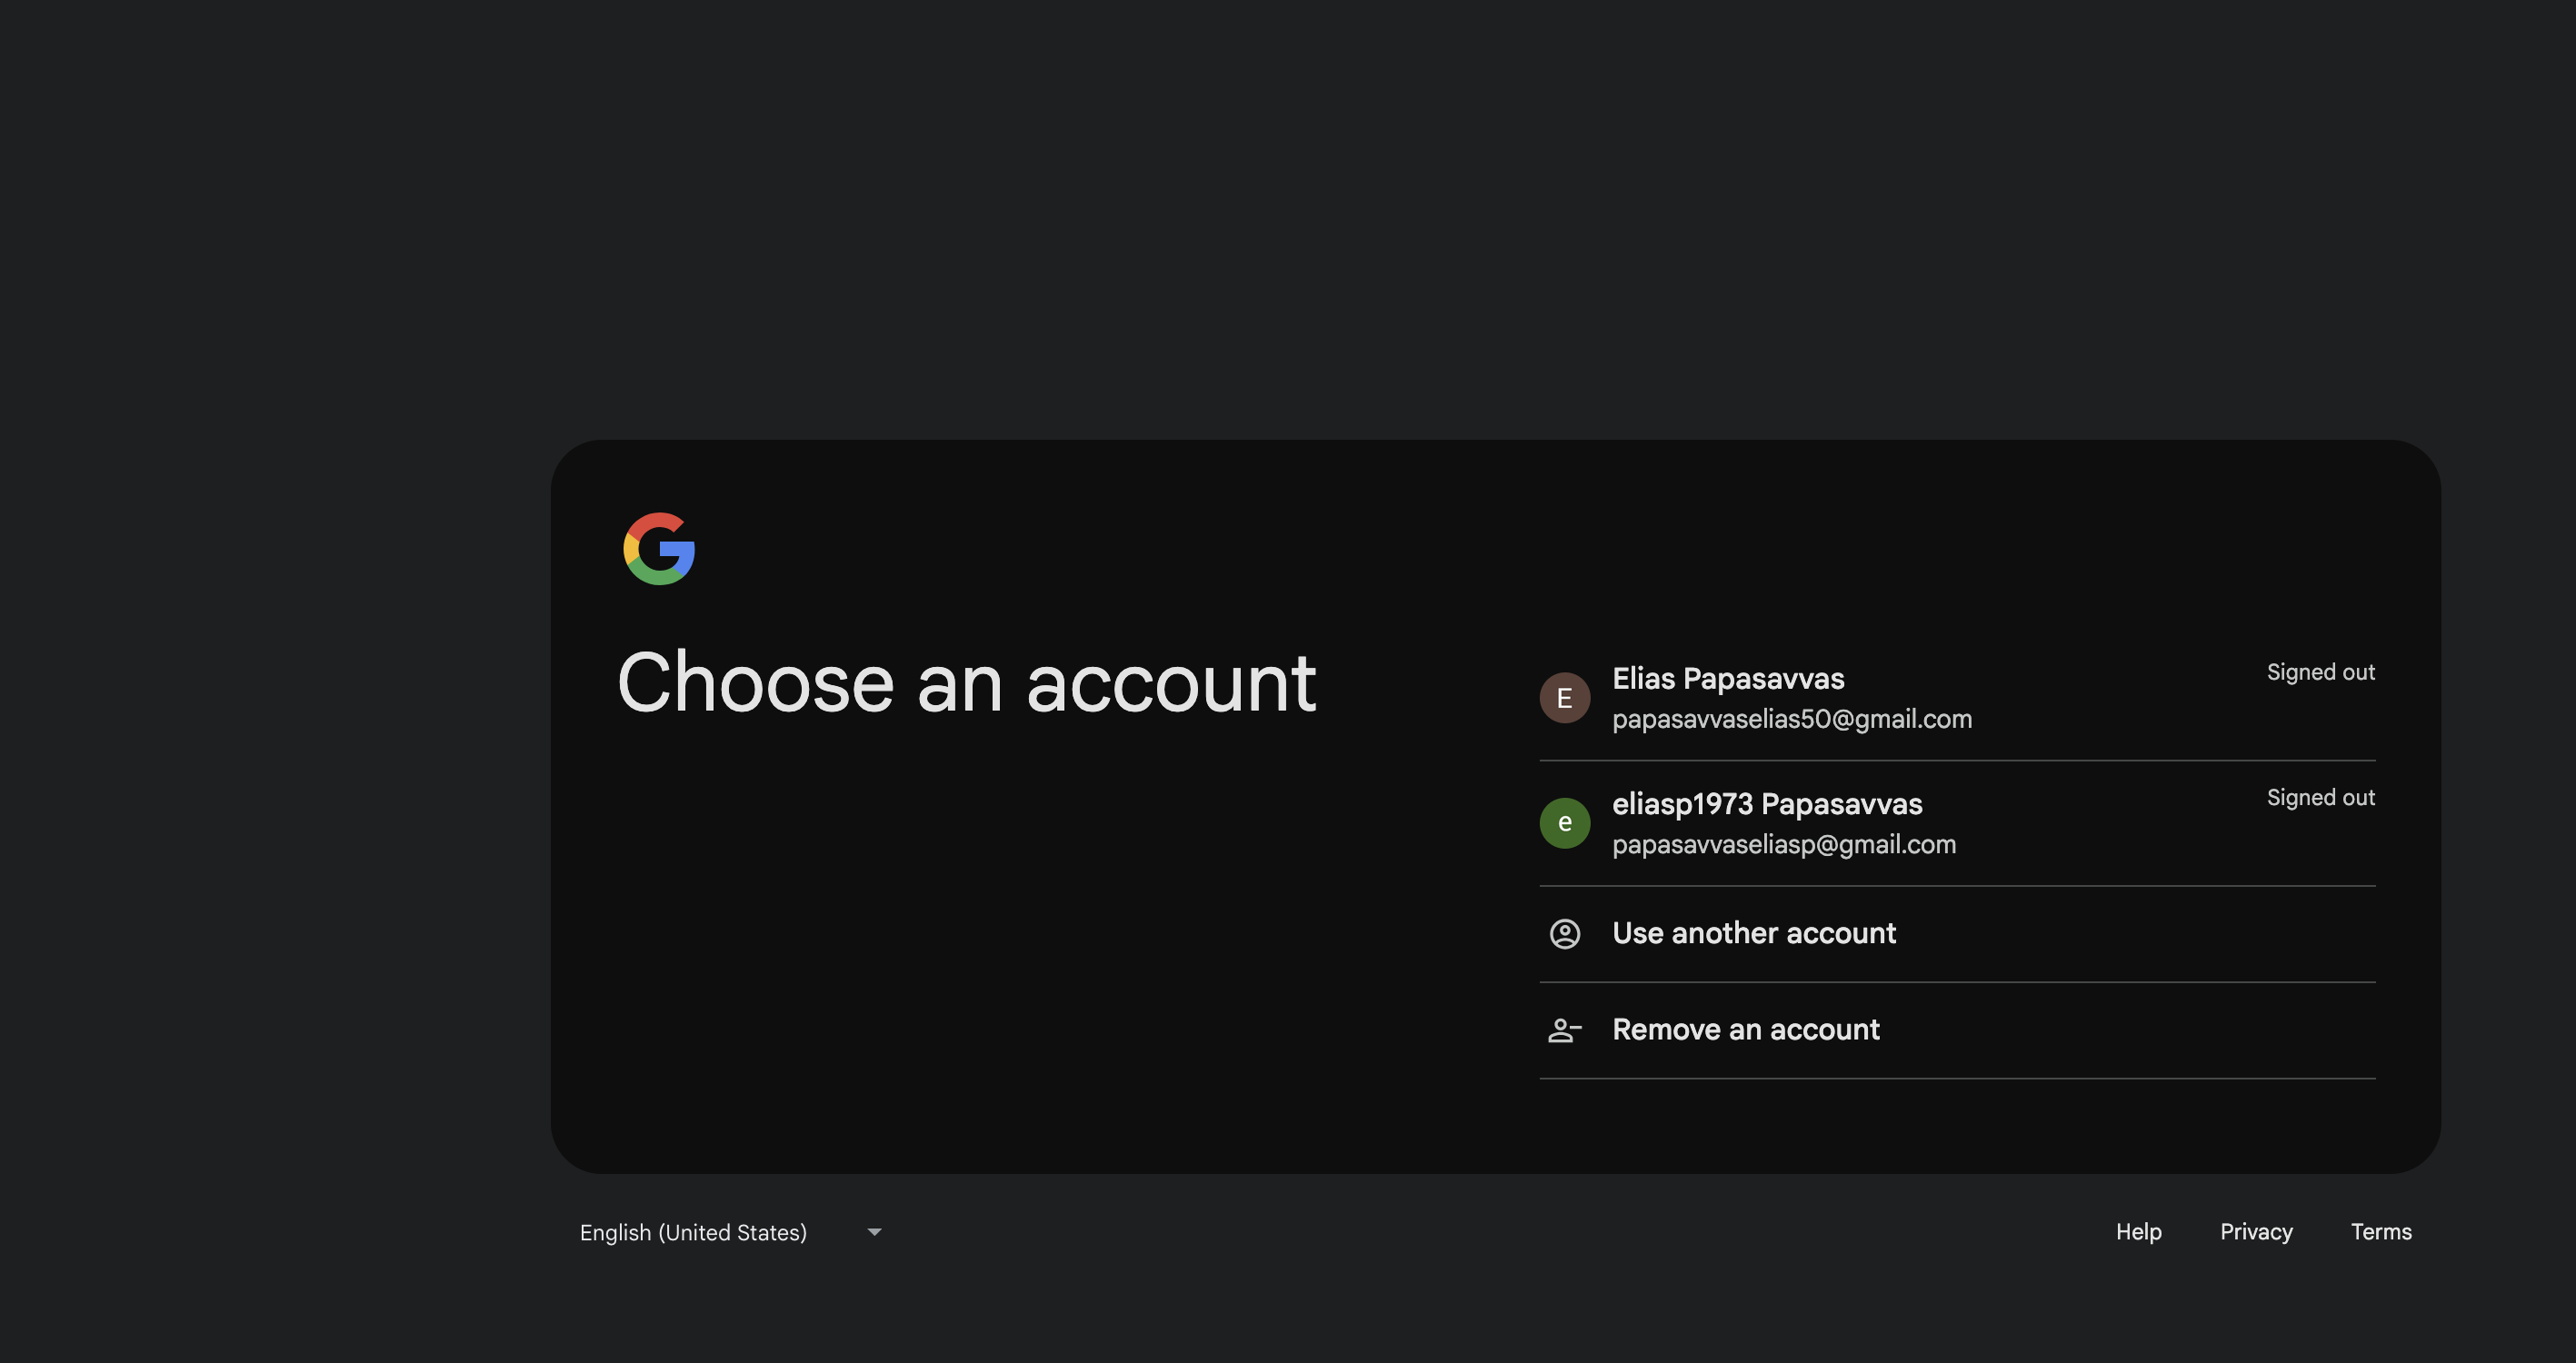 Choose an account
E
Elias Papasavvas
papasavvaselias50@gmail.com
Signed out
e
eliasp1973 Papasavvas
papasavvaseliasp@gmail.com
Signed out
Use another account
Remove an account
English (United States)
Help
Privacy
Terms